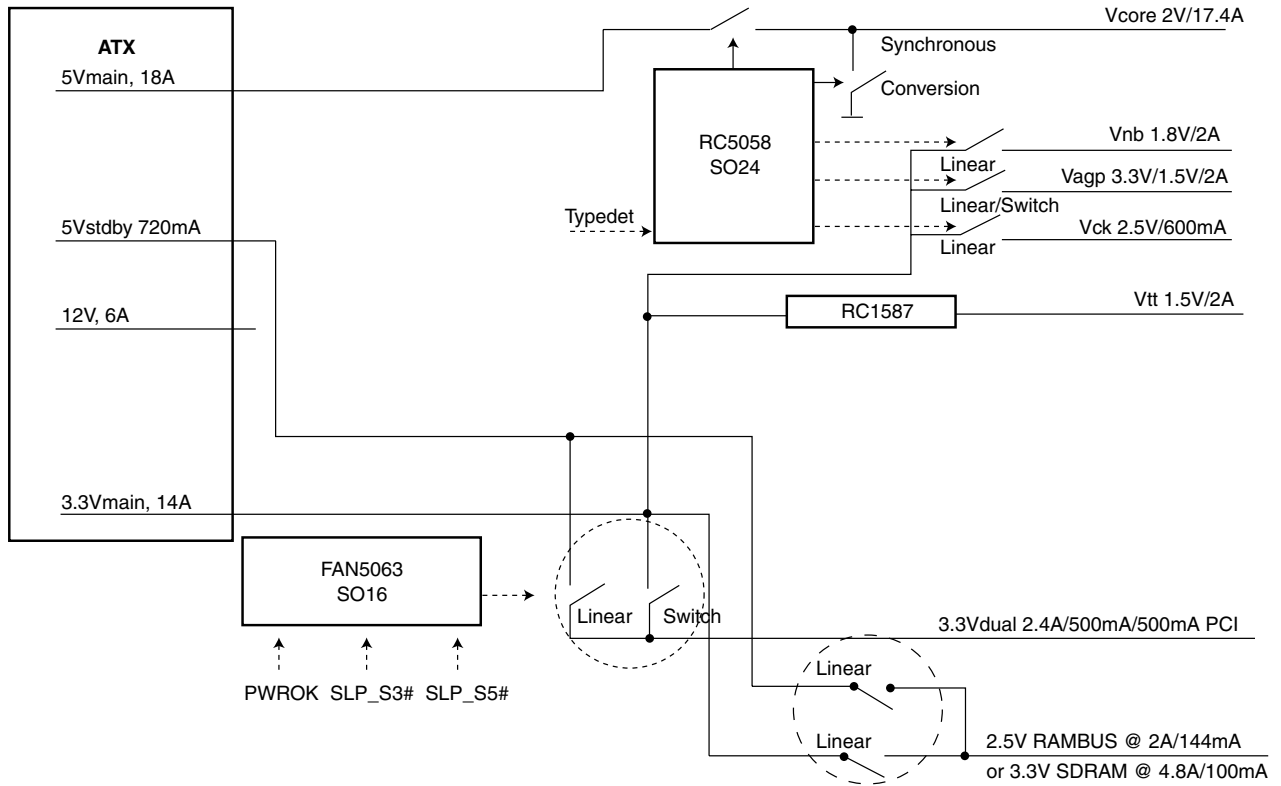 Vcore 2V/17.4A
ATX
Synchronous
5Vmain, 18A
Conversion
RC5058
SO24
Vnb 1.8V/2A
Linear
Vagp 3.3V/1.5V/2A
Linear/Switch
Typedet
5Vstdby 720mA
Vck 2.5V/600mA
Linear
12V, 6A
RC1587
Vtt 1.5V/2A
3.3Vmain, 14A
FAN5063
SO16
Linear
Switch
3.3Vdual 2.4A/500mA/500mA PCI
PWROK SLP_S3# SLP_S5#
Linear
Linear
2.5V RAMBUS @ 2A/144mA
or 3.3V SDRAM @ 4.8A/100mA